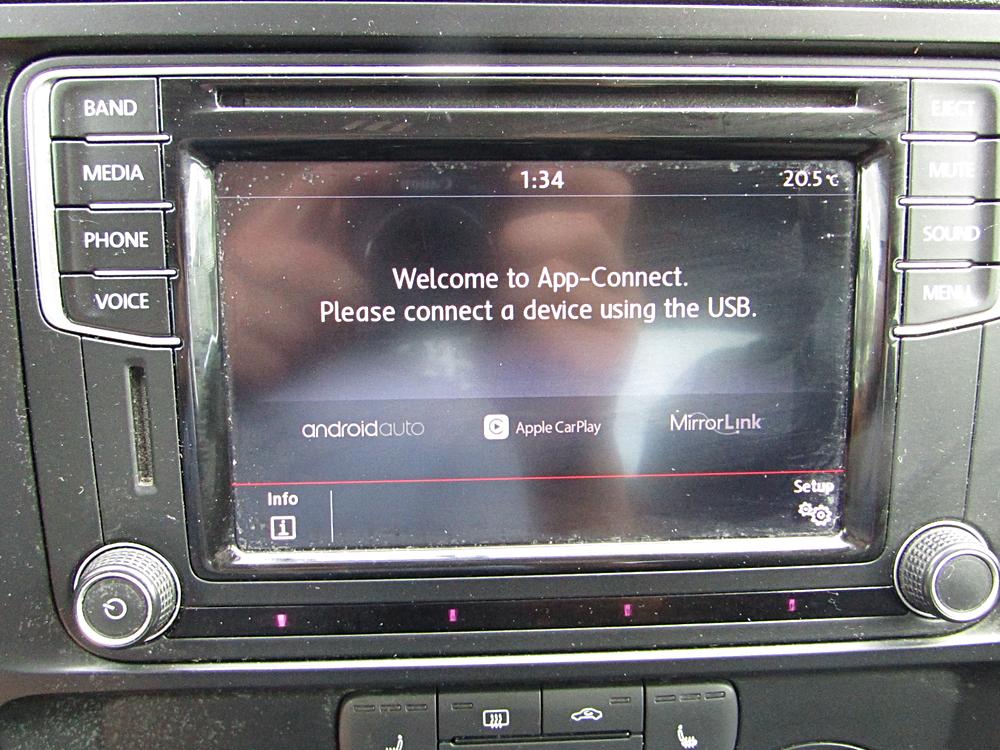 BAND
MEDIA
PHONE
VOICE
EJECT
MUTE
SOUND
MENU
1:34
20.5°C
Welcome to App-Connect.
Please connect a device using the USB.
androidauto
Apple CarPlay
MirrorLink
Info
Setup